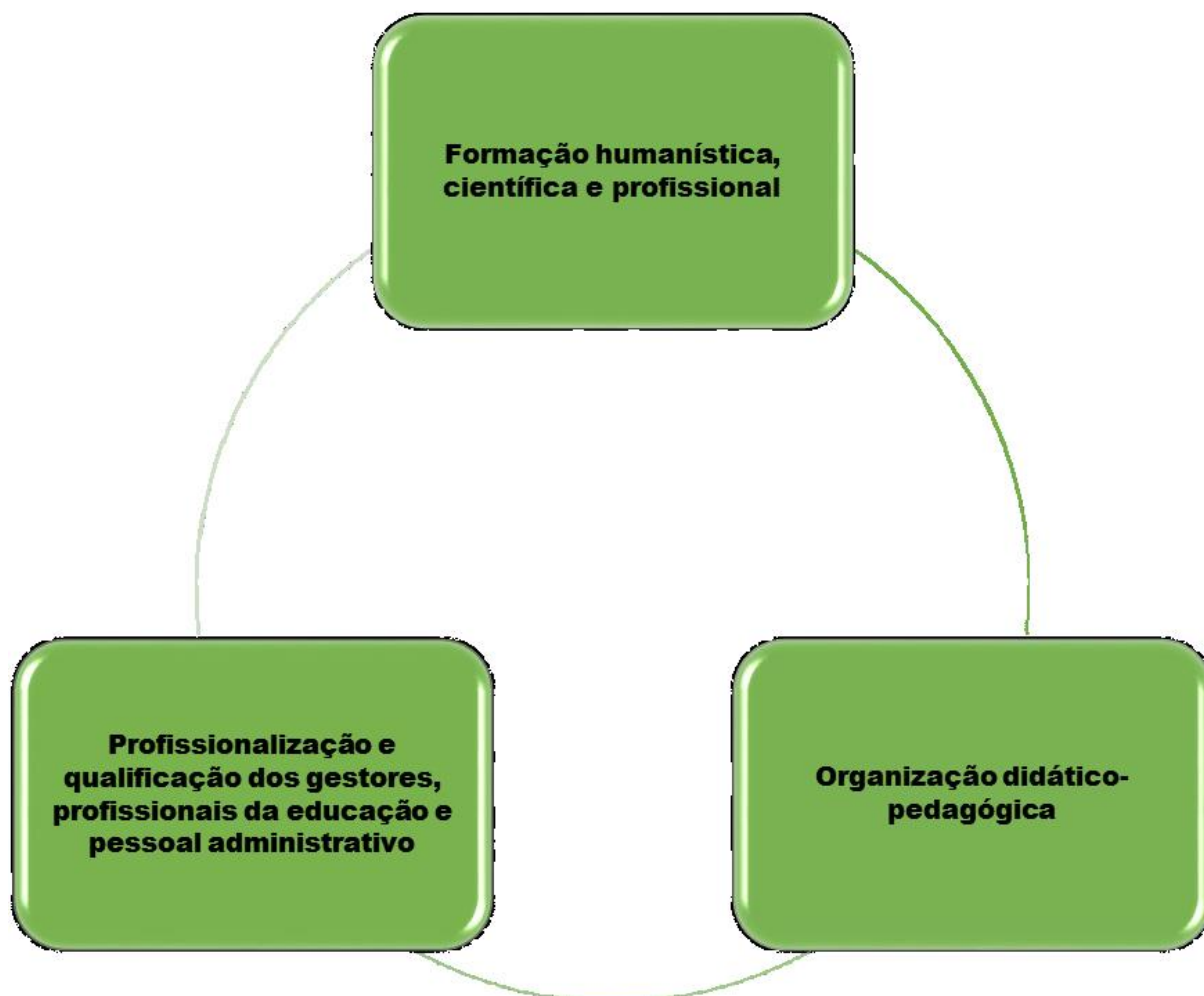 Formação humanística,
científica e profissional
Profissionalização e
qualificação dos gestores,
profissionais da educação e
pessoal administrativo
Organização didático-
pedagógica